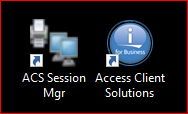 i
for Business
ACS Session
Mgr
Access Client
Solutions